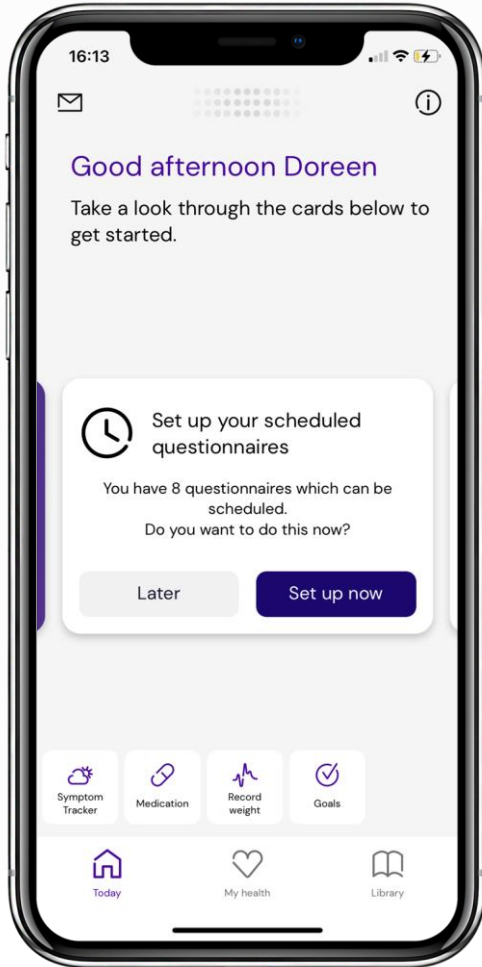 16:13
Good afternoon Doreen
Take a look through the cards below to
get started.
Set up your scheduled
questionnaires
You have 8 questionnaires which can be
scheduled.
Do you want to do this now?
Later
Set up now
Symptom
Tracker
Medication
Record
weight
Goals
Today
My health
Library